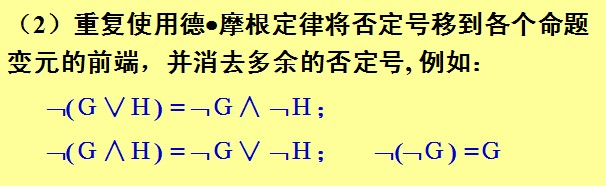 （2）重复使用德•摩根定律将否定号移到各个命题
变元的前端，并消去多余的否定号, 例如：
¬(G∨H) = ¬G∧ ¬H；
¬(G∧H) = ¬G∨ ¬H； ¬(¬G) =G